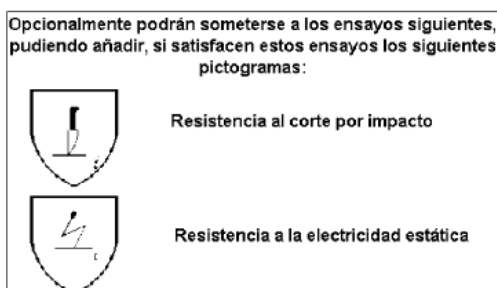 Opcionalmente podrán someterse a los ensayos siguientes,
pudiendo añadir, si satisfacen estos ensayos los siguientes
pictogramas:
Resistencia al corte por impacto
Resistencia a la electricidad estática